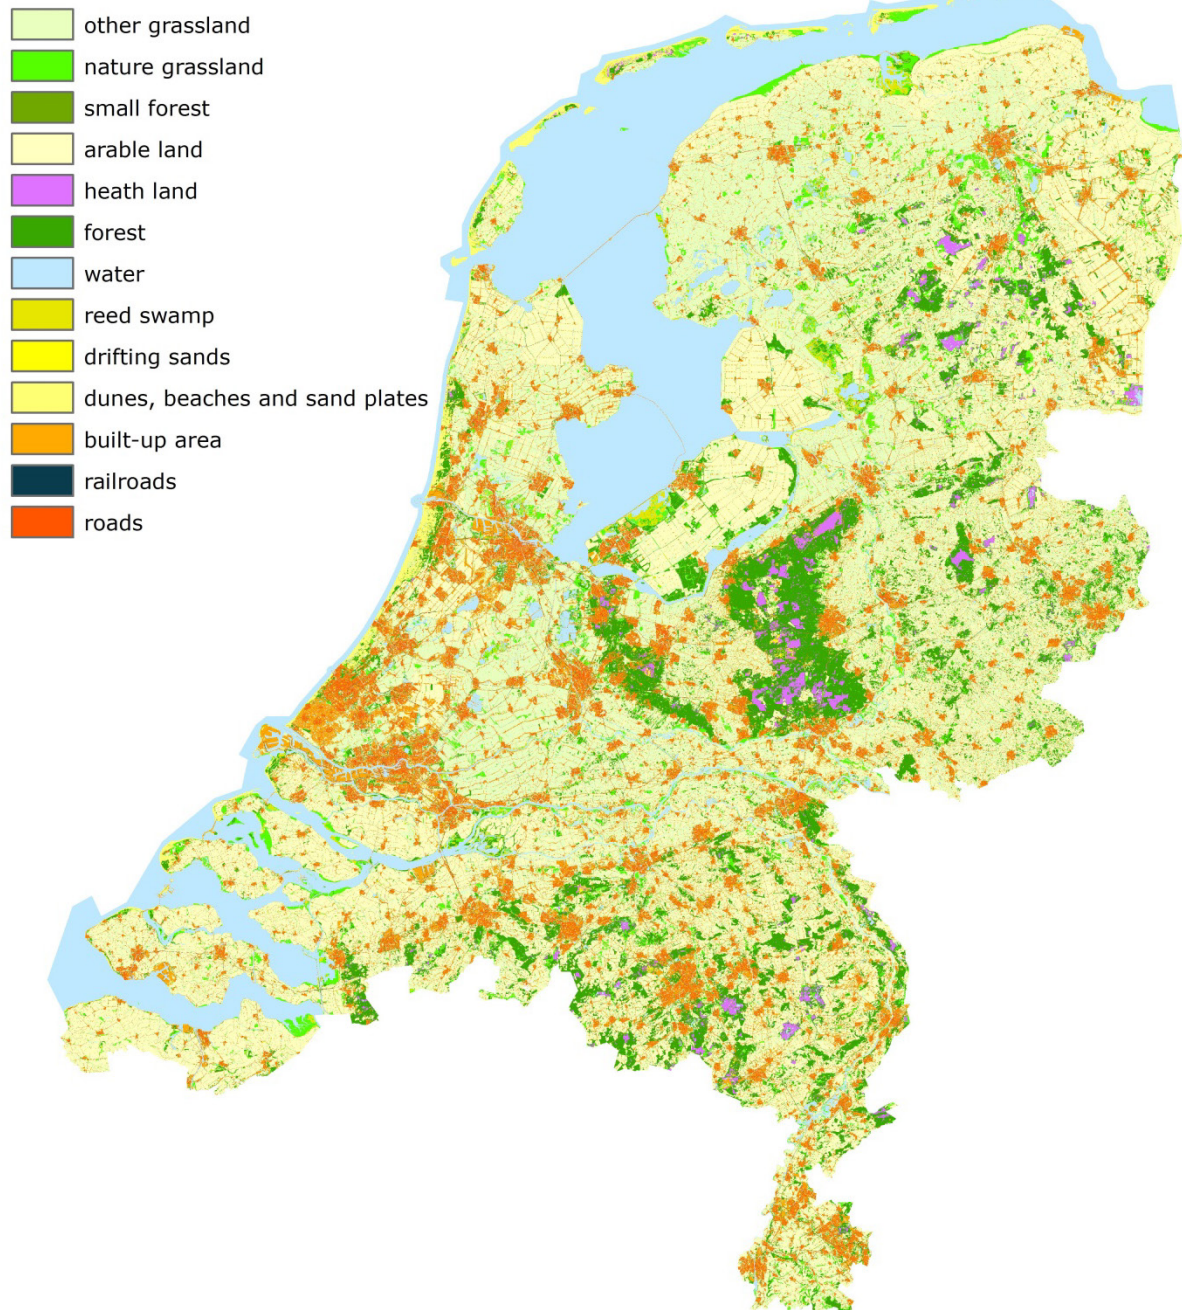 other grassland
nature grassland
small forest
arable land
heath land
forest
water
reed swamp
drifting sands
dunes, beaches and sand plates
built-up area
railroads
roads